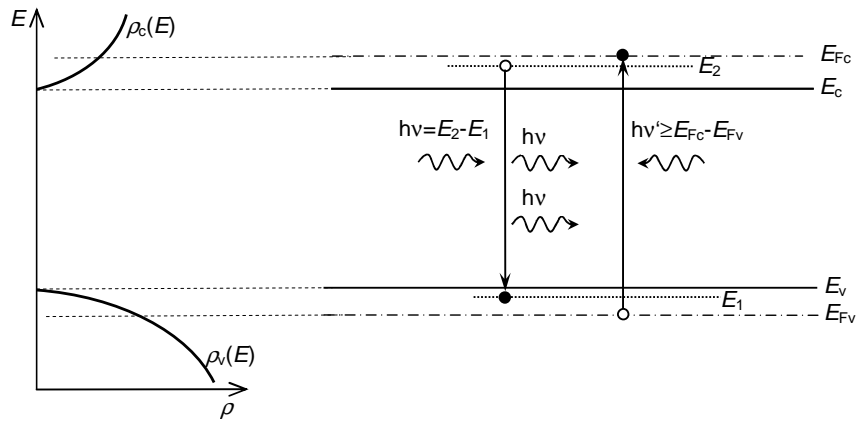 E
ρc(E)
EFc
E2
Ec
hν=E2-E1
hν
hν‘≥EFc-EFv
hν
Ev
E1
EFv
ρv(E)
ρ